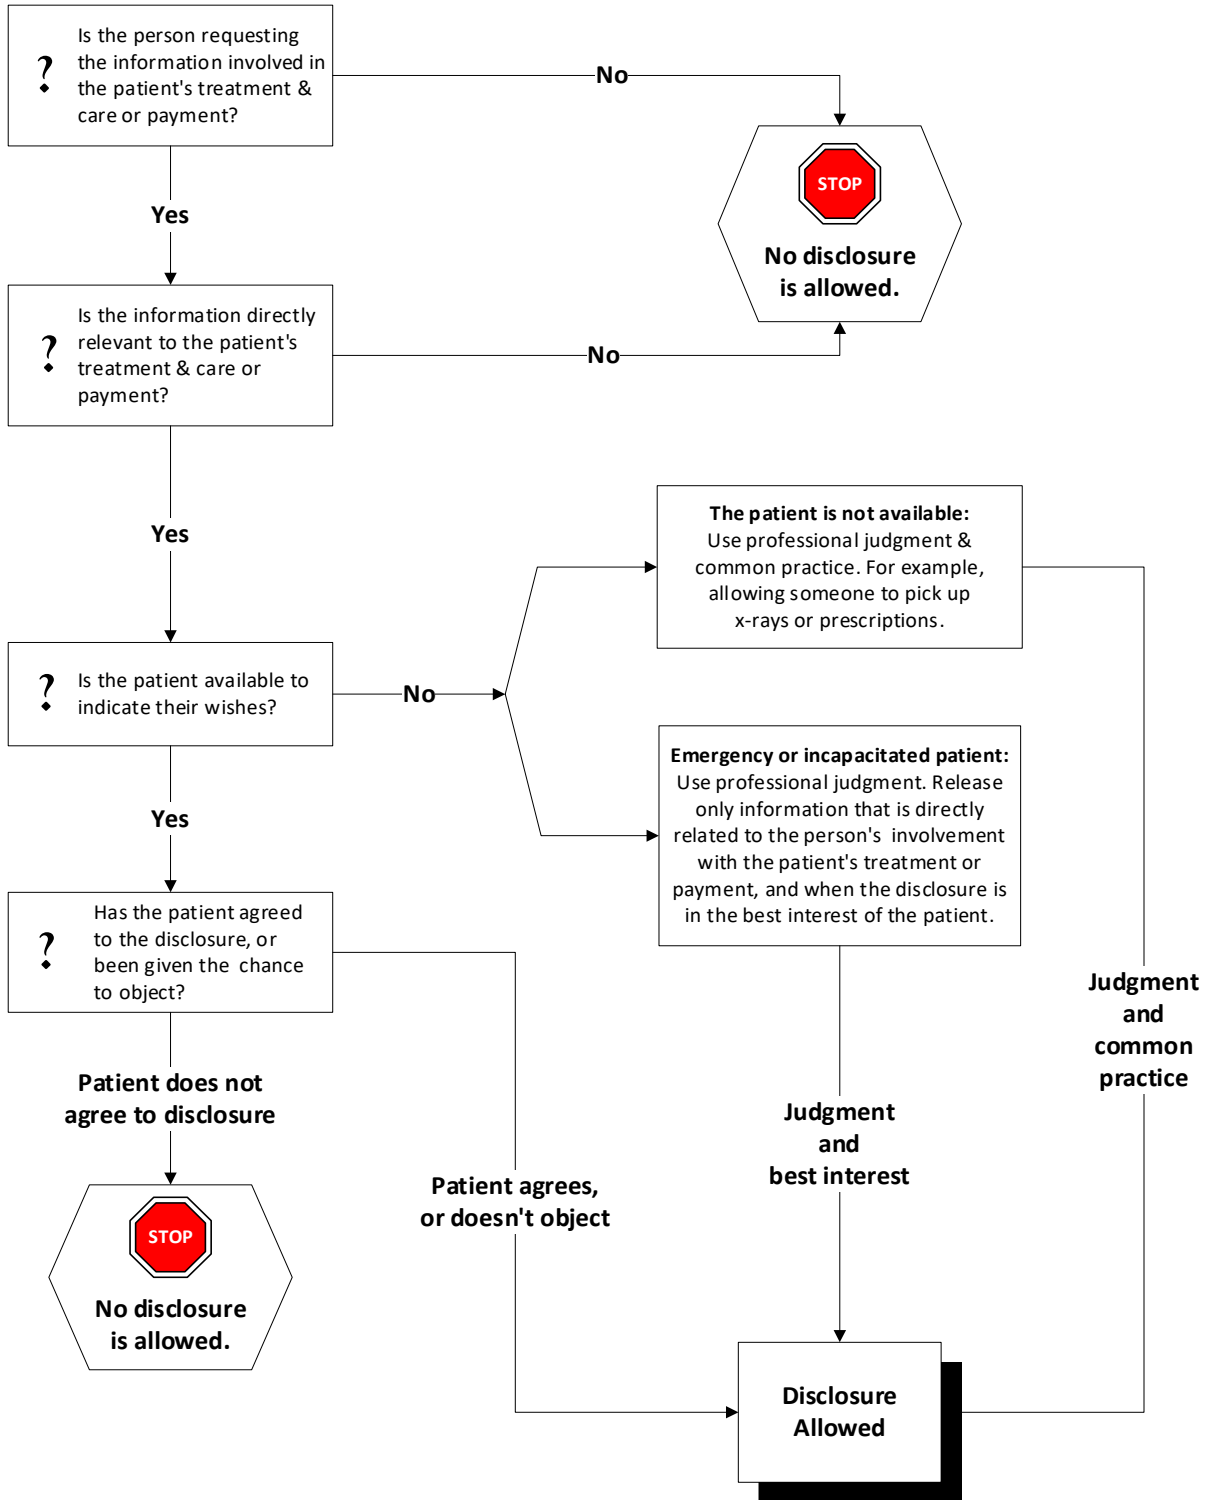 ?
Is the person requesting
the information involved in
the patient's treatment &
care or payment?
No
STOP
No disclosure
is allowed.
Yes
?
Is the information directly
relevant to the patient's
treatment & care or
payment?
No
Yes
The patient is not available:
Use professional judgment &
common practice. For example,
allowing someone to pick up
x-rays or prescriptions.
?
Is the patient available to
indicate their wishes?
No
Emergency or incapacitated patient:
Use professional judgment. Release
only information that is directly
related to the person's involvement
with the patient's treatment or
payment, and when the disclosure is
in the best interest of the patient.
Yes
?
Has the patient agreed
to the disclosure, or
been given the chance
to object?
Judgment
and
common
practice
Patient does not
agree to disclosure
Judgment
and
best interest
Patient agrees,
or doesn't object
STOP
No disclosure
is allowed.
Disclosure
Allowed